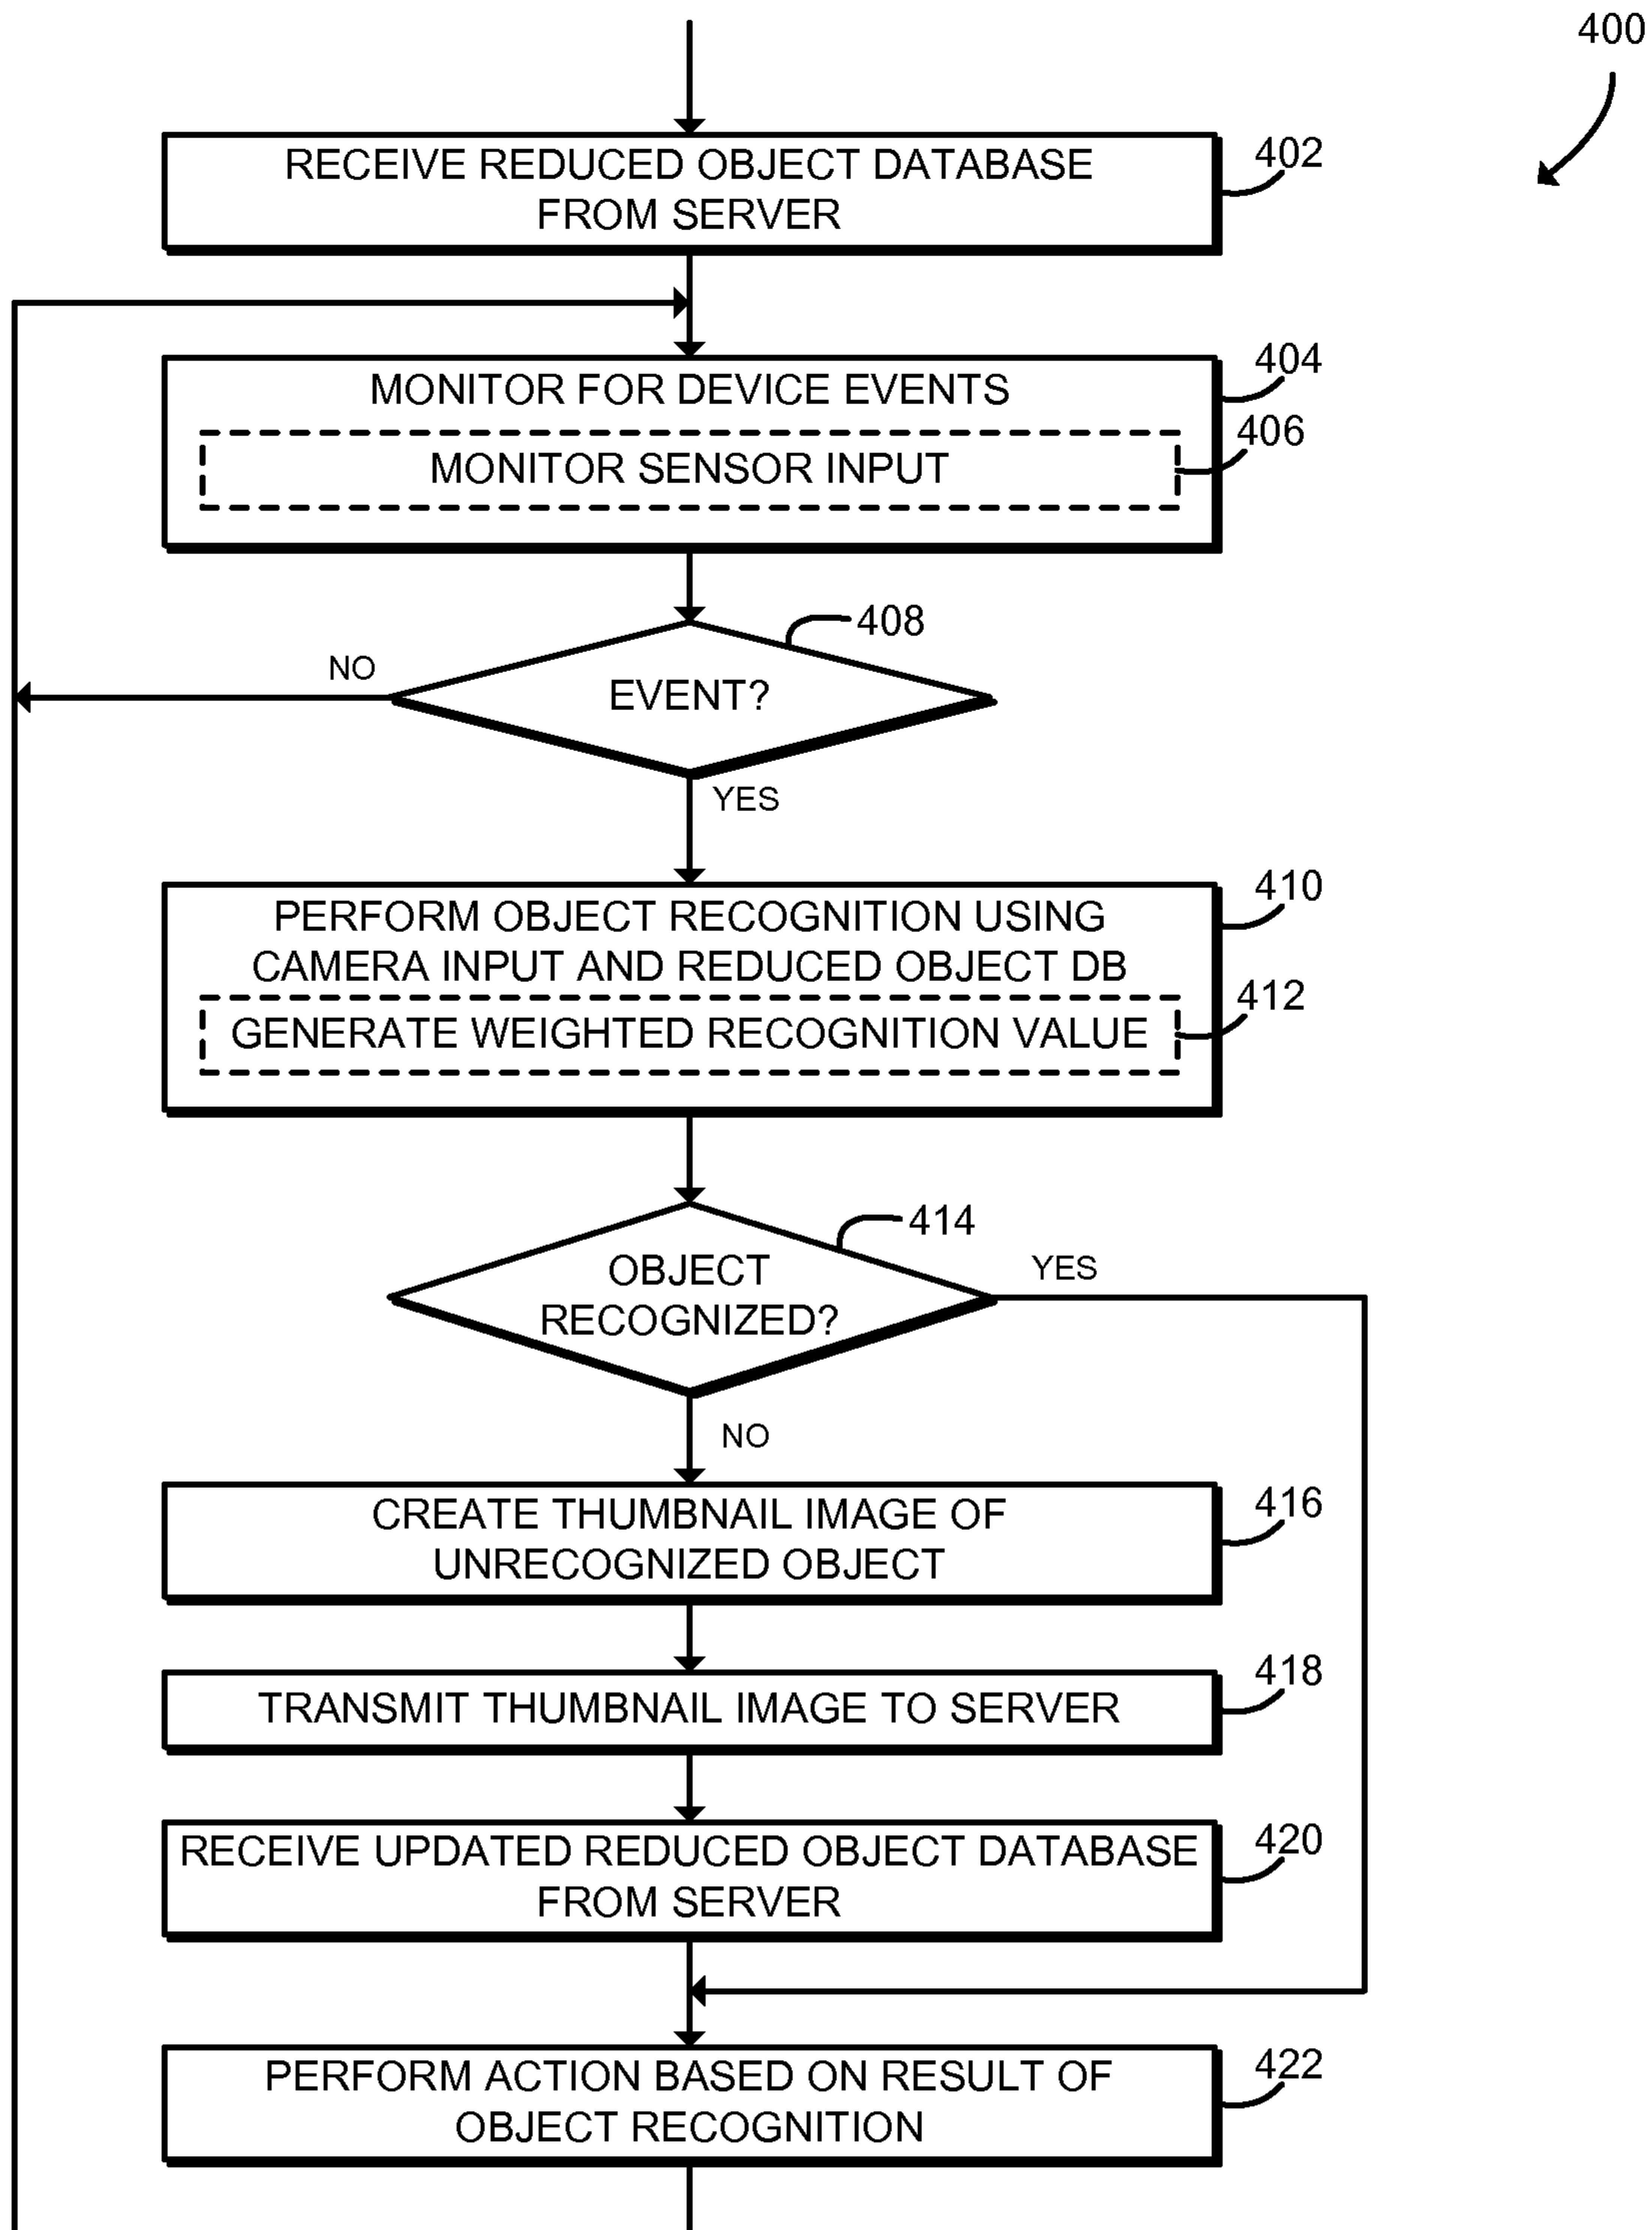 400
RECEIVE REDUCED OBJECT DATABASE
FROM SERVER
402
MONITOR FOR DEVICE EVENTS
404
MONITOR SENSOR INPUT
406
408
NO
EVENT?
YES
PERFORM OBJECT RECOGNITION USING
CAMERA INPUT AND REDUCED OBJECT DB
410
GENERATE WEIGHTED RECOGNITION VALUE
412
414
OBJECT
RECOGNIZED?
YES
NO
CREATE THUMBNAIL IMAGE OF
UNRECOGNIZED OBJECT
416
TRANSMIT THUMBNAIL IMAGE TO SERVER
418
RECEIVE UPDATED REDUCED OBJECT DATABASE
FROM SERVER
420
PERFORM ACTION BASED ON RESULT OF
OBJECT RECOGNITION
422